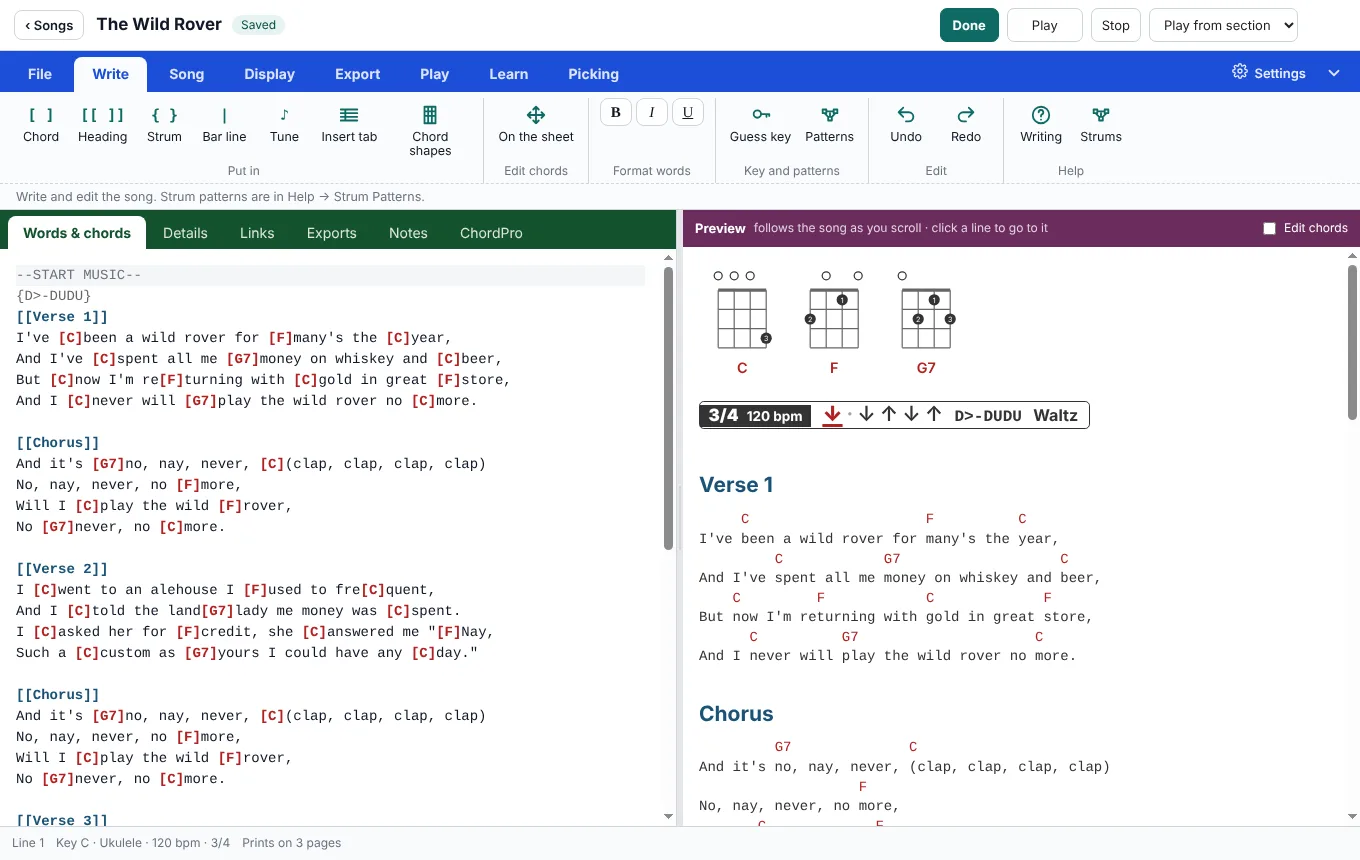 ‹ Songs The Wild Rover Saved Done Play Stop Play from section
File Write Song Display Export Play Learn Picking Settings
[ ] [[ ]] { } | ♪ B I U
Chord Heading Strum Bar line Tune Insert tab Chord shapes On the sheet Guess key Patterns Undo Redo Writing Strums
Put in Edit chords Format words Key and patterns Edit Help
Write and edit the song. Strum patterns are in Help → Strum Patterns.
Words & chords Details Links Exports Notes ChordPro
--START MUSIC--
{D>-DUDU}
[[Verse 1]]
I've [C]been a wild rover for [F]many's the [C]year,
And I've [C]spent all me [G7]money on whiskey and [C]beer,
But [C]now I'm re[F]turning with [C]gold in great [F]store,
And I [C]never will [G7]play the wild rover no [C]more.
[[Chorus]]
And it's [G7]no, nay, never, [C](clap, clap, clap, clap)
No, nay, never, no [F]more,
Will I [C]play the wild [F]rover,
No [G7]never, no [C]more.
[[Verse 2]]
I [C]went to an alehouse I [F]used to fre[C]quent,
And I [C]told the land[G7]lady me money was [C]spent.
I [C]asked her for [F]credit, she [C]answered me "[F]Nay,
Such a [C]custom as [G7]yours I could have any [C]day."
[[Chorus]]
And it's [G7]no, nay, never, [C](clap, clap, clap, clap)
No, nay, never, no [F]more,
Will I [C]play the wild [F]rover,
No [G7]never, no [C]more.
[[Verse 3]]
Preview follows the song as you scroll · click a line to go to it Edit chords
3 2 1 2 1 3
C F G7
3/4 120 bpm ↓ · ↓ ↑ ↓ ↑ D>-DUDU Waltz
Verse 1
C F C
I've been a wild rover for many's the year,
C G7 C
And I've spent all me money on whiskey and beer,
C F C F
But now I'm returning with gold in great store,
C G7 C
And I never will play the wild rover no more.
Chorus
G7 C
And it's no, nay, never, (clap, clap, clap, clap)
F
No, nay, never, no more,
C F
Line 1 Key C · Ukulele · 120 bpm · 3/4 Prints on 3 pages